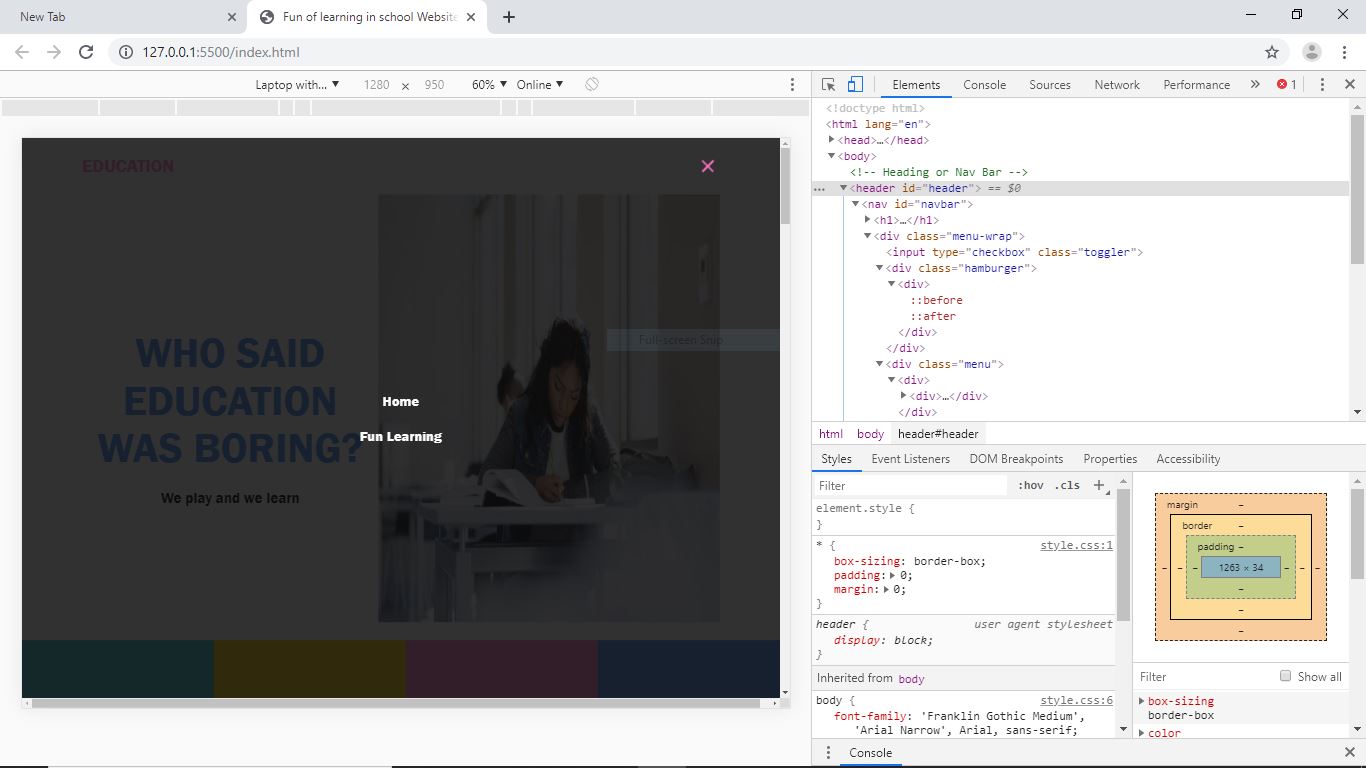 New Tab
Fun of learning in school Website
127.0.0.1:5500/index.html
Laptop with... ▼ 1280 × 950 60% ▼ Online ▼
EDUCATION
WHO SAID
EDUCATION
WAS BORING?
We play and we learn
Full-screen Snip
Home
Fun Learning
Elements Console Sources Network Performance » 1
<!doctype html>
<html lang="en">
<head>…</head>
<body>
<!-- Heading or Nav Bar -->
... <header id="header"> == $0
<nav id="navbar">
<h1>…</h1>
<div class="menu-wrap">
<input type="checkbox" class="toggler">
<div class="hamburger">
<div>
::before
::after
</div>
</div>
<div class="menu">
<div>
<div>…</div>
</div>
html body header#header
Styles Event Listeners DOM Breakpoints Properties Accessibility
Filter :hov .cls +
element.style {
}
* { style.css:1
box-sizing: border-box;
padding: 0;
margin: 0;
}
header { user agent stylesheet
display: block;
}
Inherited from body
body { style.css:6
font-family: 'Franklin Gothic Medium',
'Arial Narrow', Arial, sans-serif;
margin –
border –
padding –
– – – 1263 × 34 – – –
–
–
–
Filter Show all
box-sizing
border-box
color
Console